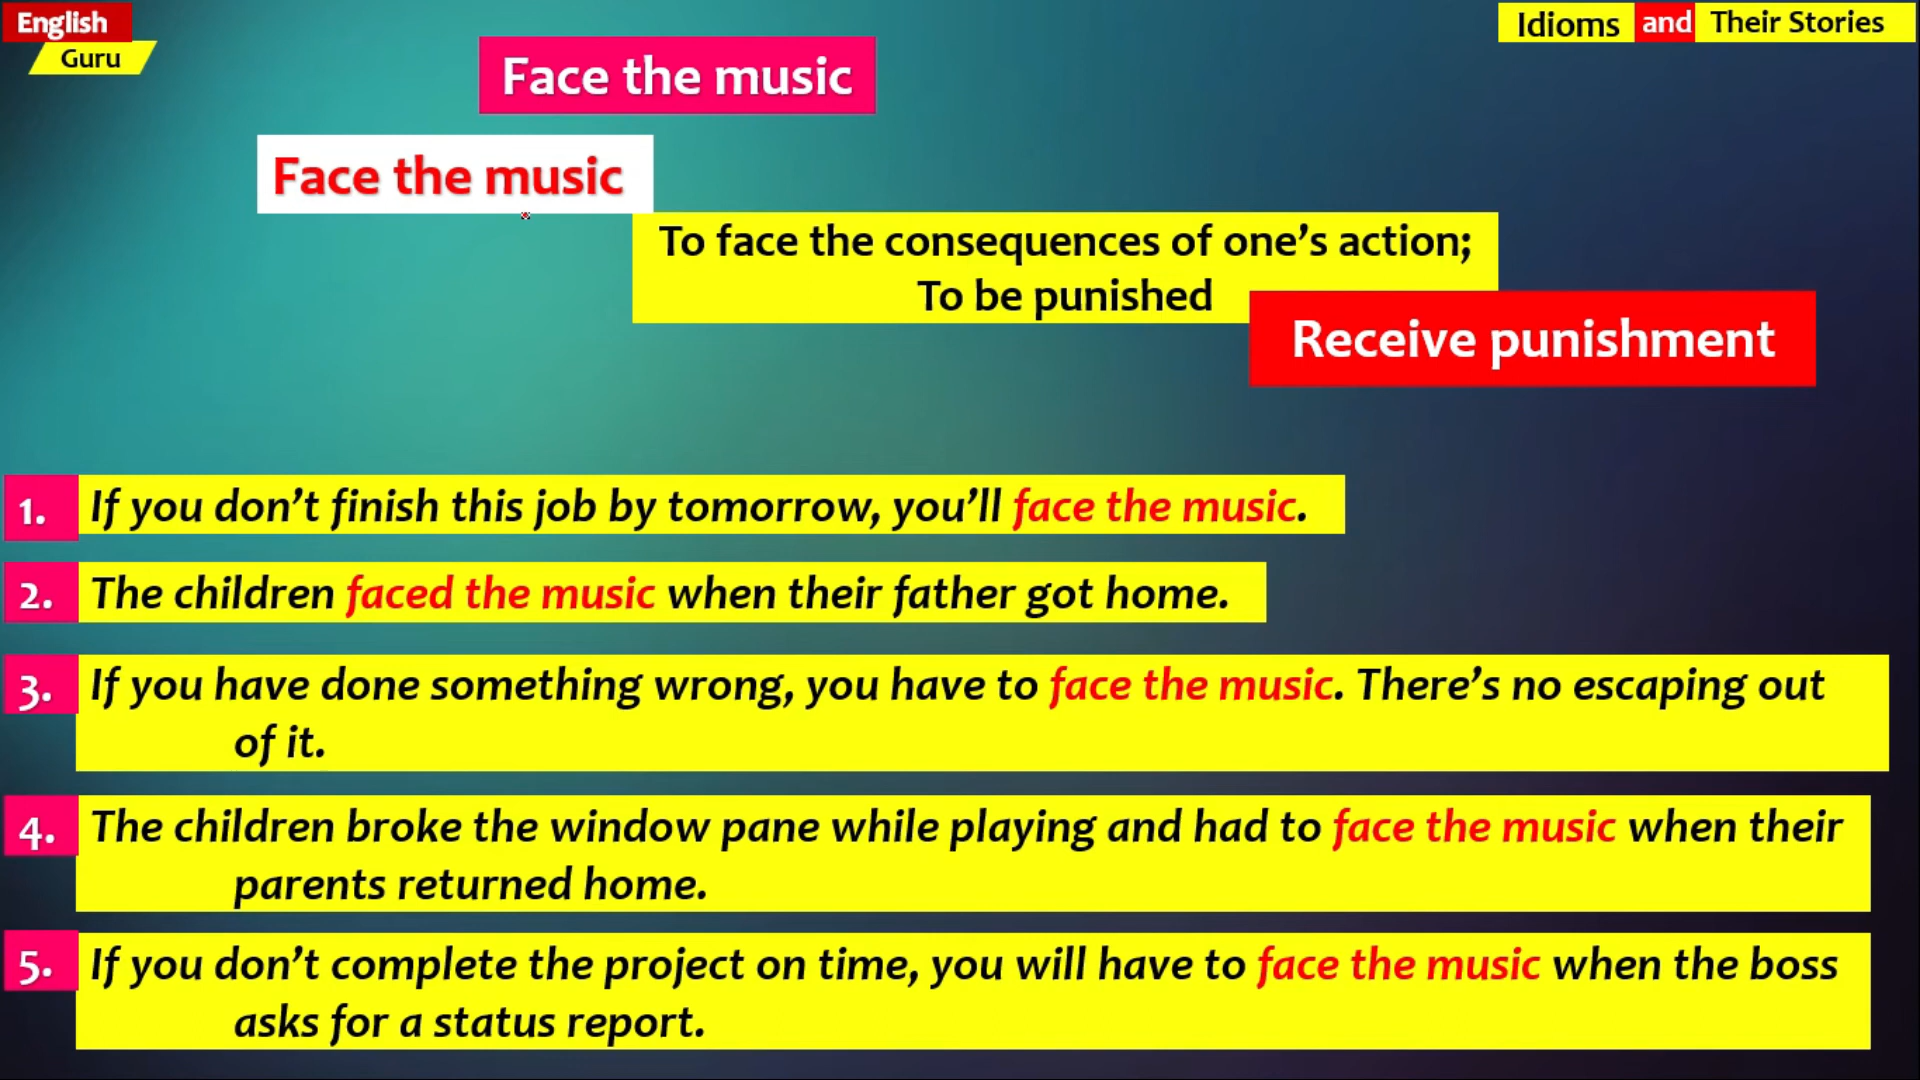 English
Guru
Idioms and Their Stories
Face the music
Face the music
To face the consequences of one's action;
To be punished
Receive punishment
1. If you don't finish this job by tomorrow, you'll face the music.
2. The children faced the music when their father got home.
3. If you have done something wrong, you have to face the music. There's no escaping out
of it.
4. The children broke the window pane while playing and had to face the music when their
parents returned home.
5. If you don't complete the project on time, you will have to face the music when the boss
asks for a status report.